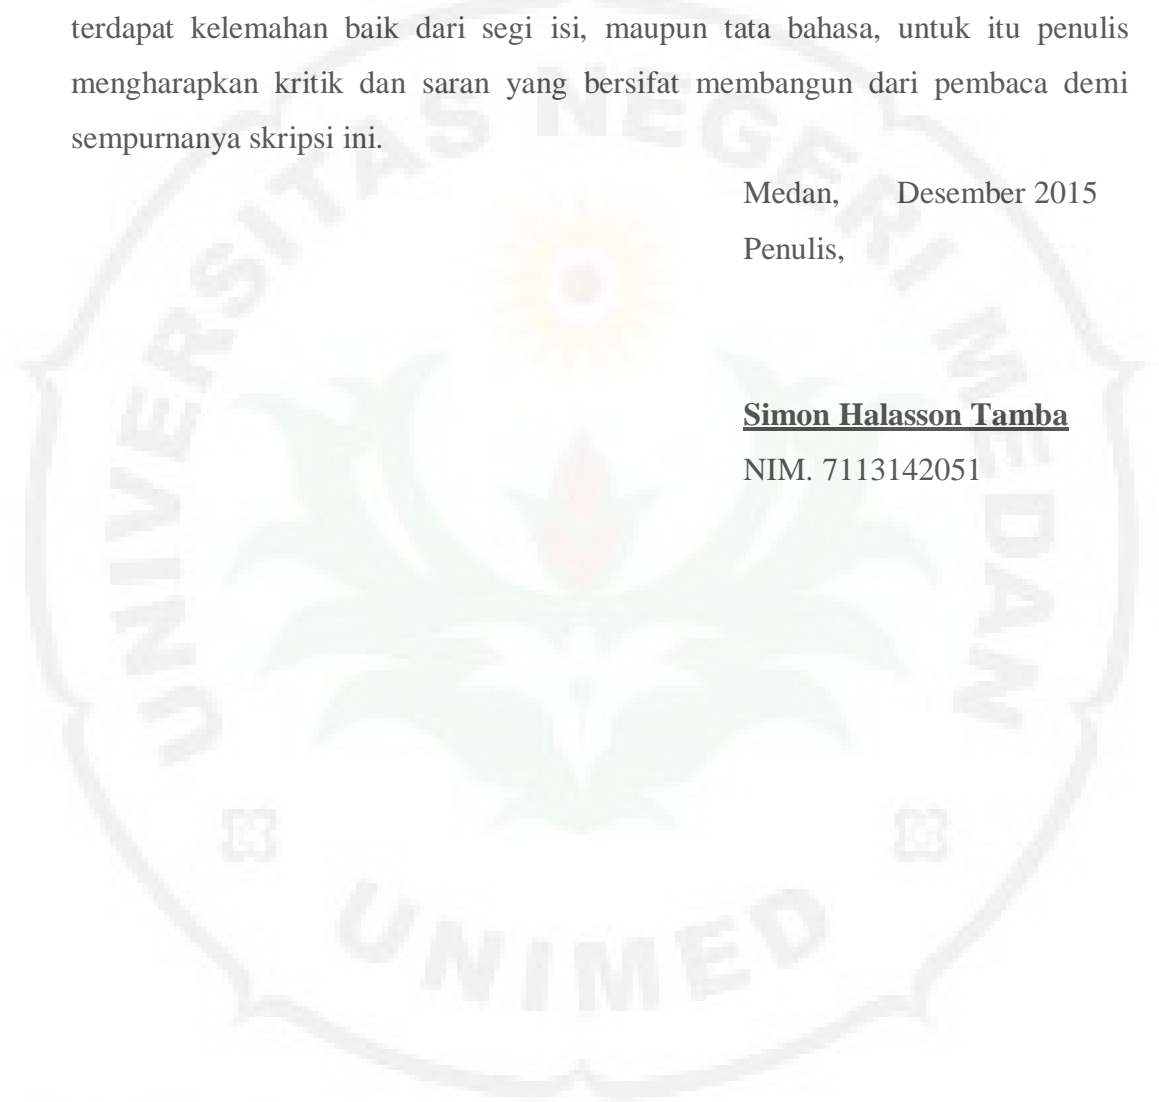 terdapat kelemahan baik dari segi isi, maupun tata bahasa, untuk itu penulis
mengharapkan kritik dan saran yang bersifat membangun dari pembaca demi
sempurnanya skripsi ini.
Medan, Desember 2015
Penulis,
Simon Halasson Tamba
NIM. 7113142051
UNIVERSITAS NEGERI MEDAN
UNIMED